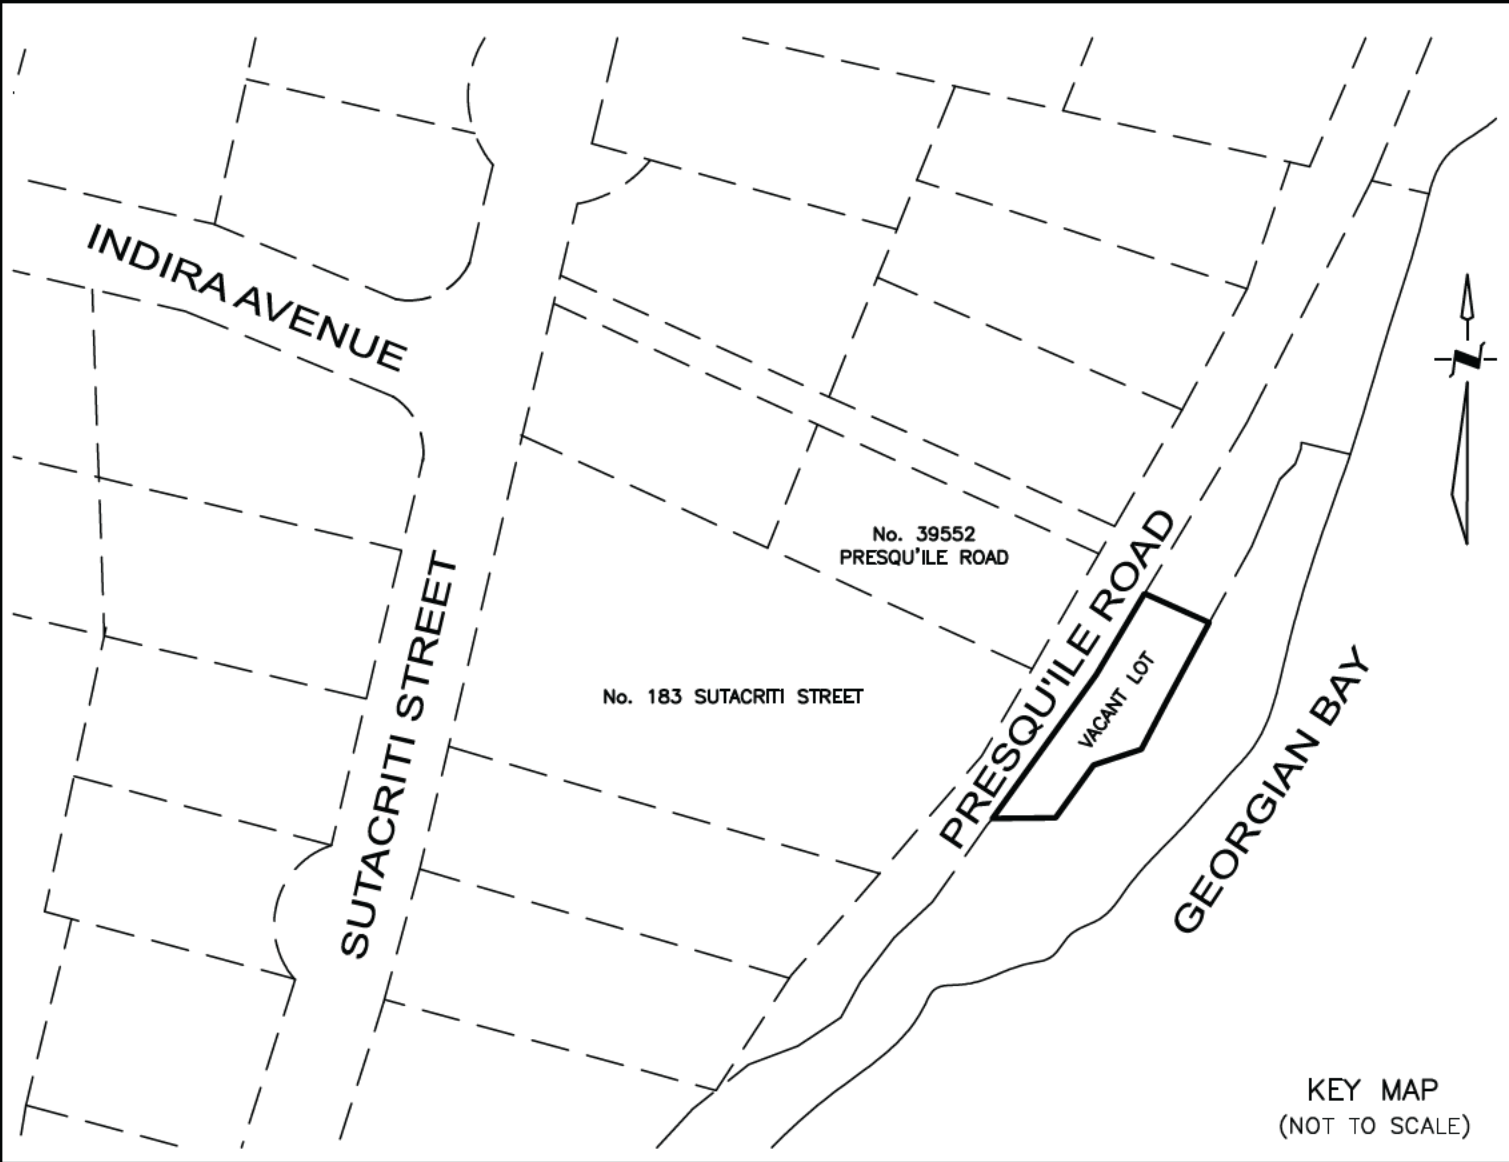 INDIRA AVENUE
SUTACRITI STREET
No. 39552
PRESQU'ILE ROAD
No. 183 SUTACRITI STREET
PRESQU'ILE ROAD
VACANT LOT
GEORGIAN BAY
N
KEY MAP
(NOT TO SCALE)